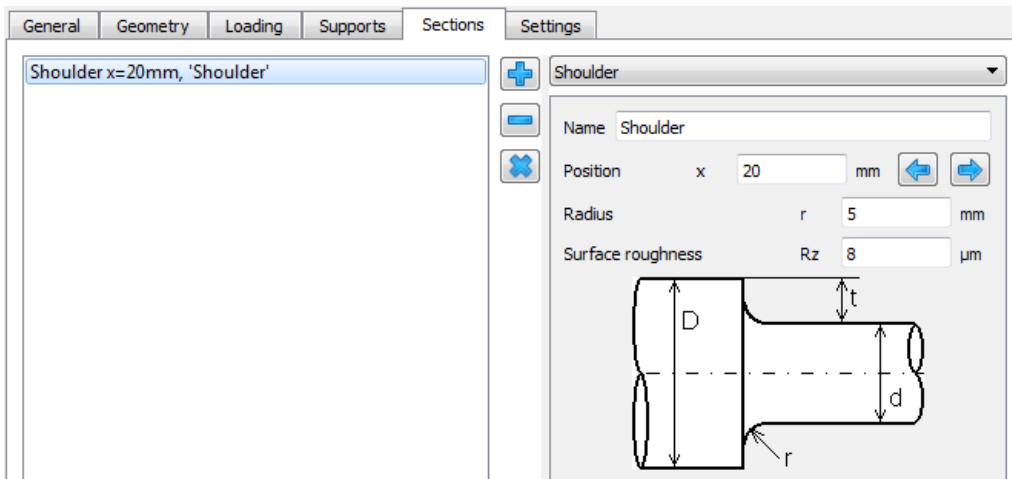 General Geometry Loading Supports Sections Settings
Shoulder x=20mm, 'Shoulder'
Shoulder
Name Shoulder
Position x 20 mm
Radius r 5 mm
Surface roughness Rz 8 µm
t
D
d
r